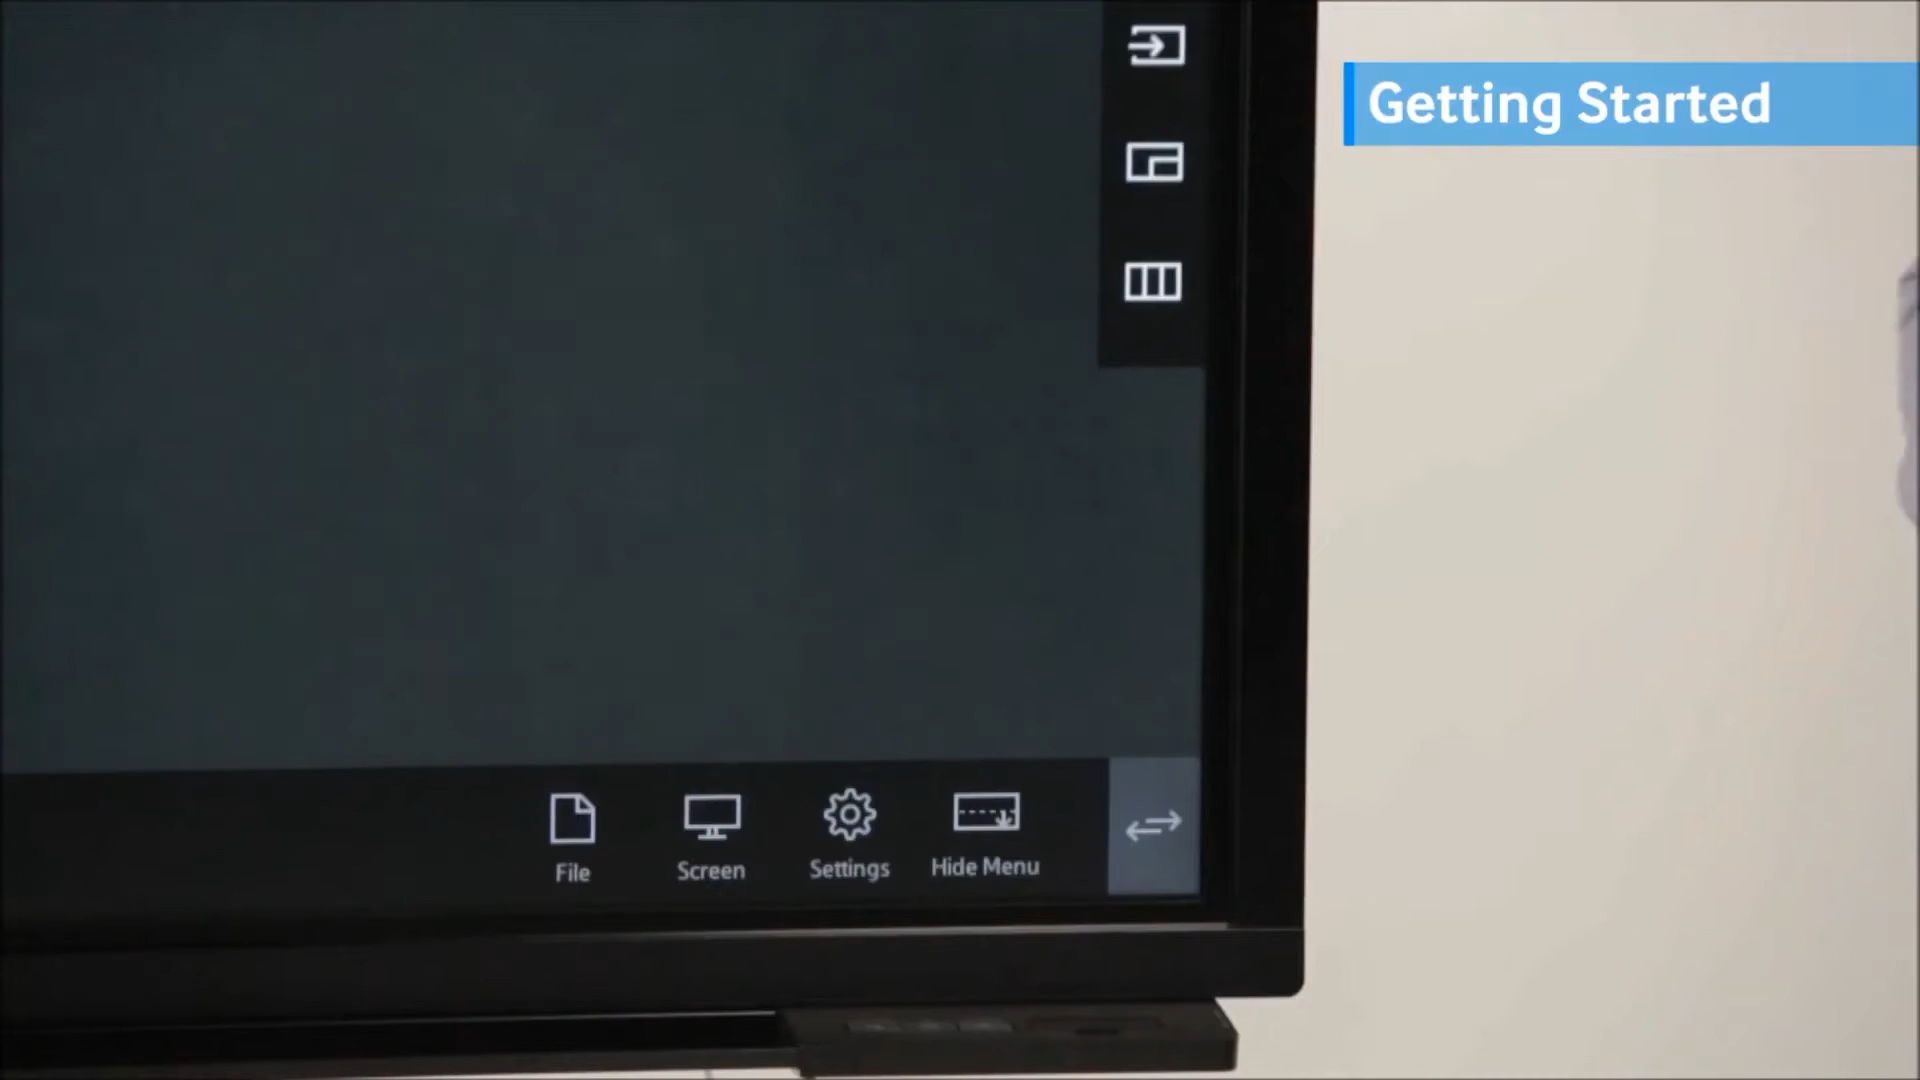 Getting Started
File
Screen
Settings
Hide Menu